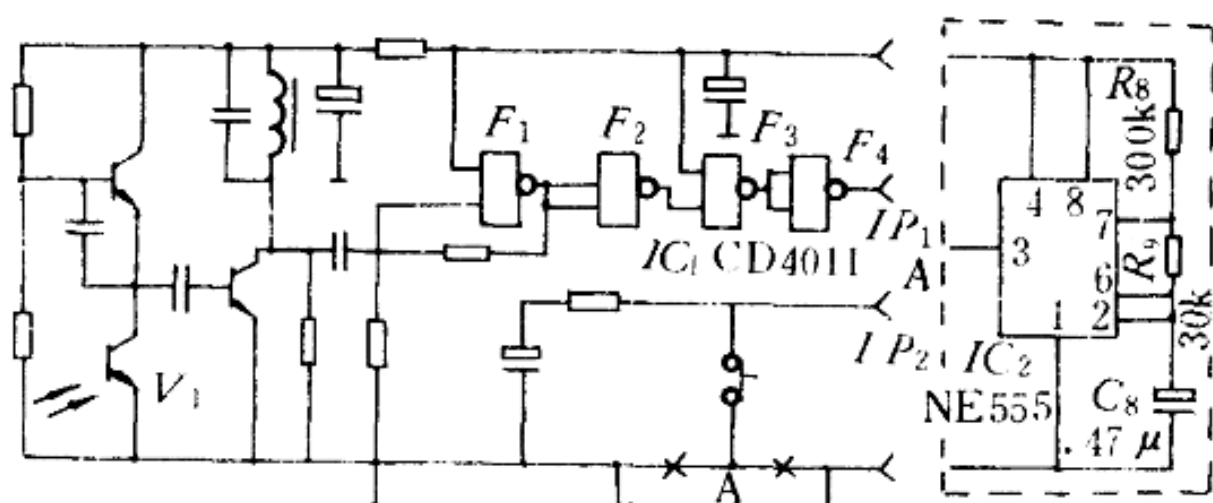 F₁
F₂
F₃
F₄
R₈
300k
4
8
7
3
6
2
1
R₉
30k
IC₁ CD4011
IP₁
A
IP₂
IC₂
NE555
C₈
.47 μ
V₁
A